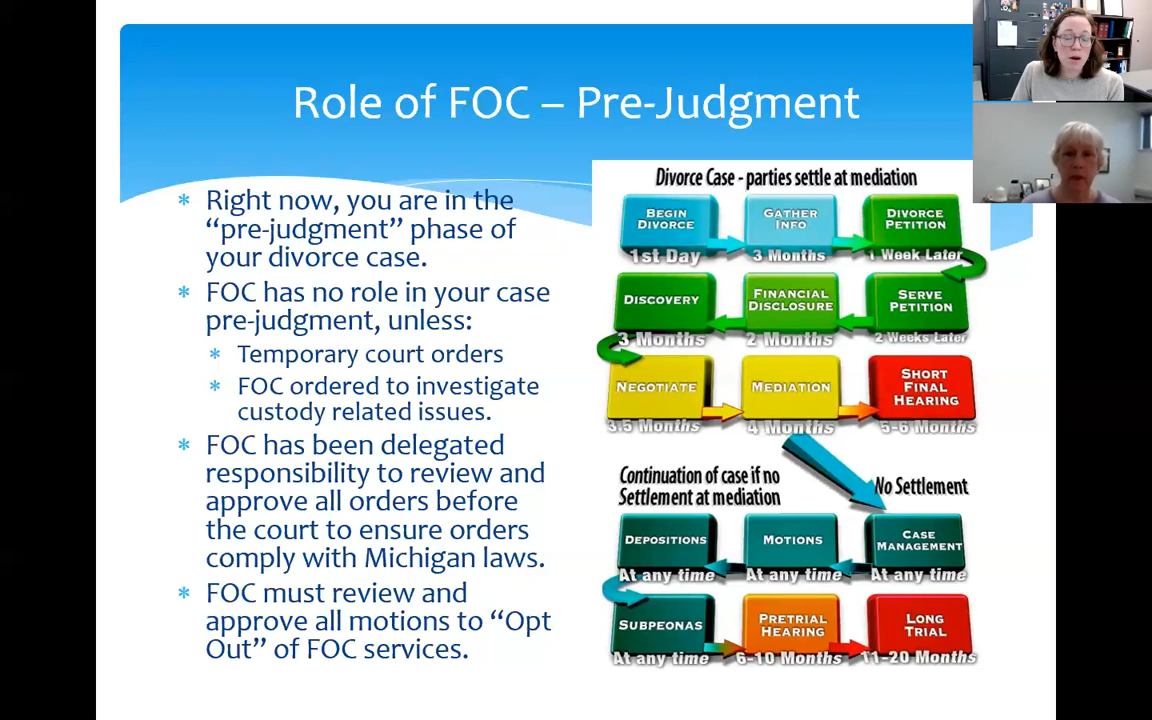 Role of FOC – Pre-Judgment
* Right now, you are in the
“pre-judgment” phase of
your divorce case.
* FOC has no role in your case
pre-judgment, unless:
* Temporary court orders
* FOC ordered to investigate
custody related issues.
* FOC has been delegated
responsibility to review and
approve all orders before
the court to ensure orders
comply with Michigan laws.
* FOC must review and
approve all motions to “Opt
Out” of FOC services.
Divorce Case - parties settle at mediation
BEGIN
DIVORCE
1st Day
GATHER
INFO
3 Months
DIVORCE
PETITION
1 Week Later
SERVE
PETITION
2 Weeks Later
FINANCIAL
DISCLOSURE
2 Months
DISCOVERY
3 Months
NEGOTIATE
3.5 Months
MEDIATION
4 Months
SHORT
FINAL
HEARING
5-6 Months
Continuation of case if no
Settlement at mediation
No Settlement
CASE
MANAGEMENT
At any time
MOTIONS
At any time
DEPOSITIONS
At any time
SUBPEONAS
At any time
PRETRIAL
HEARING
6-10 Months
LONG
TRIAL
11-20 Months